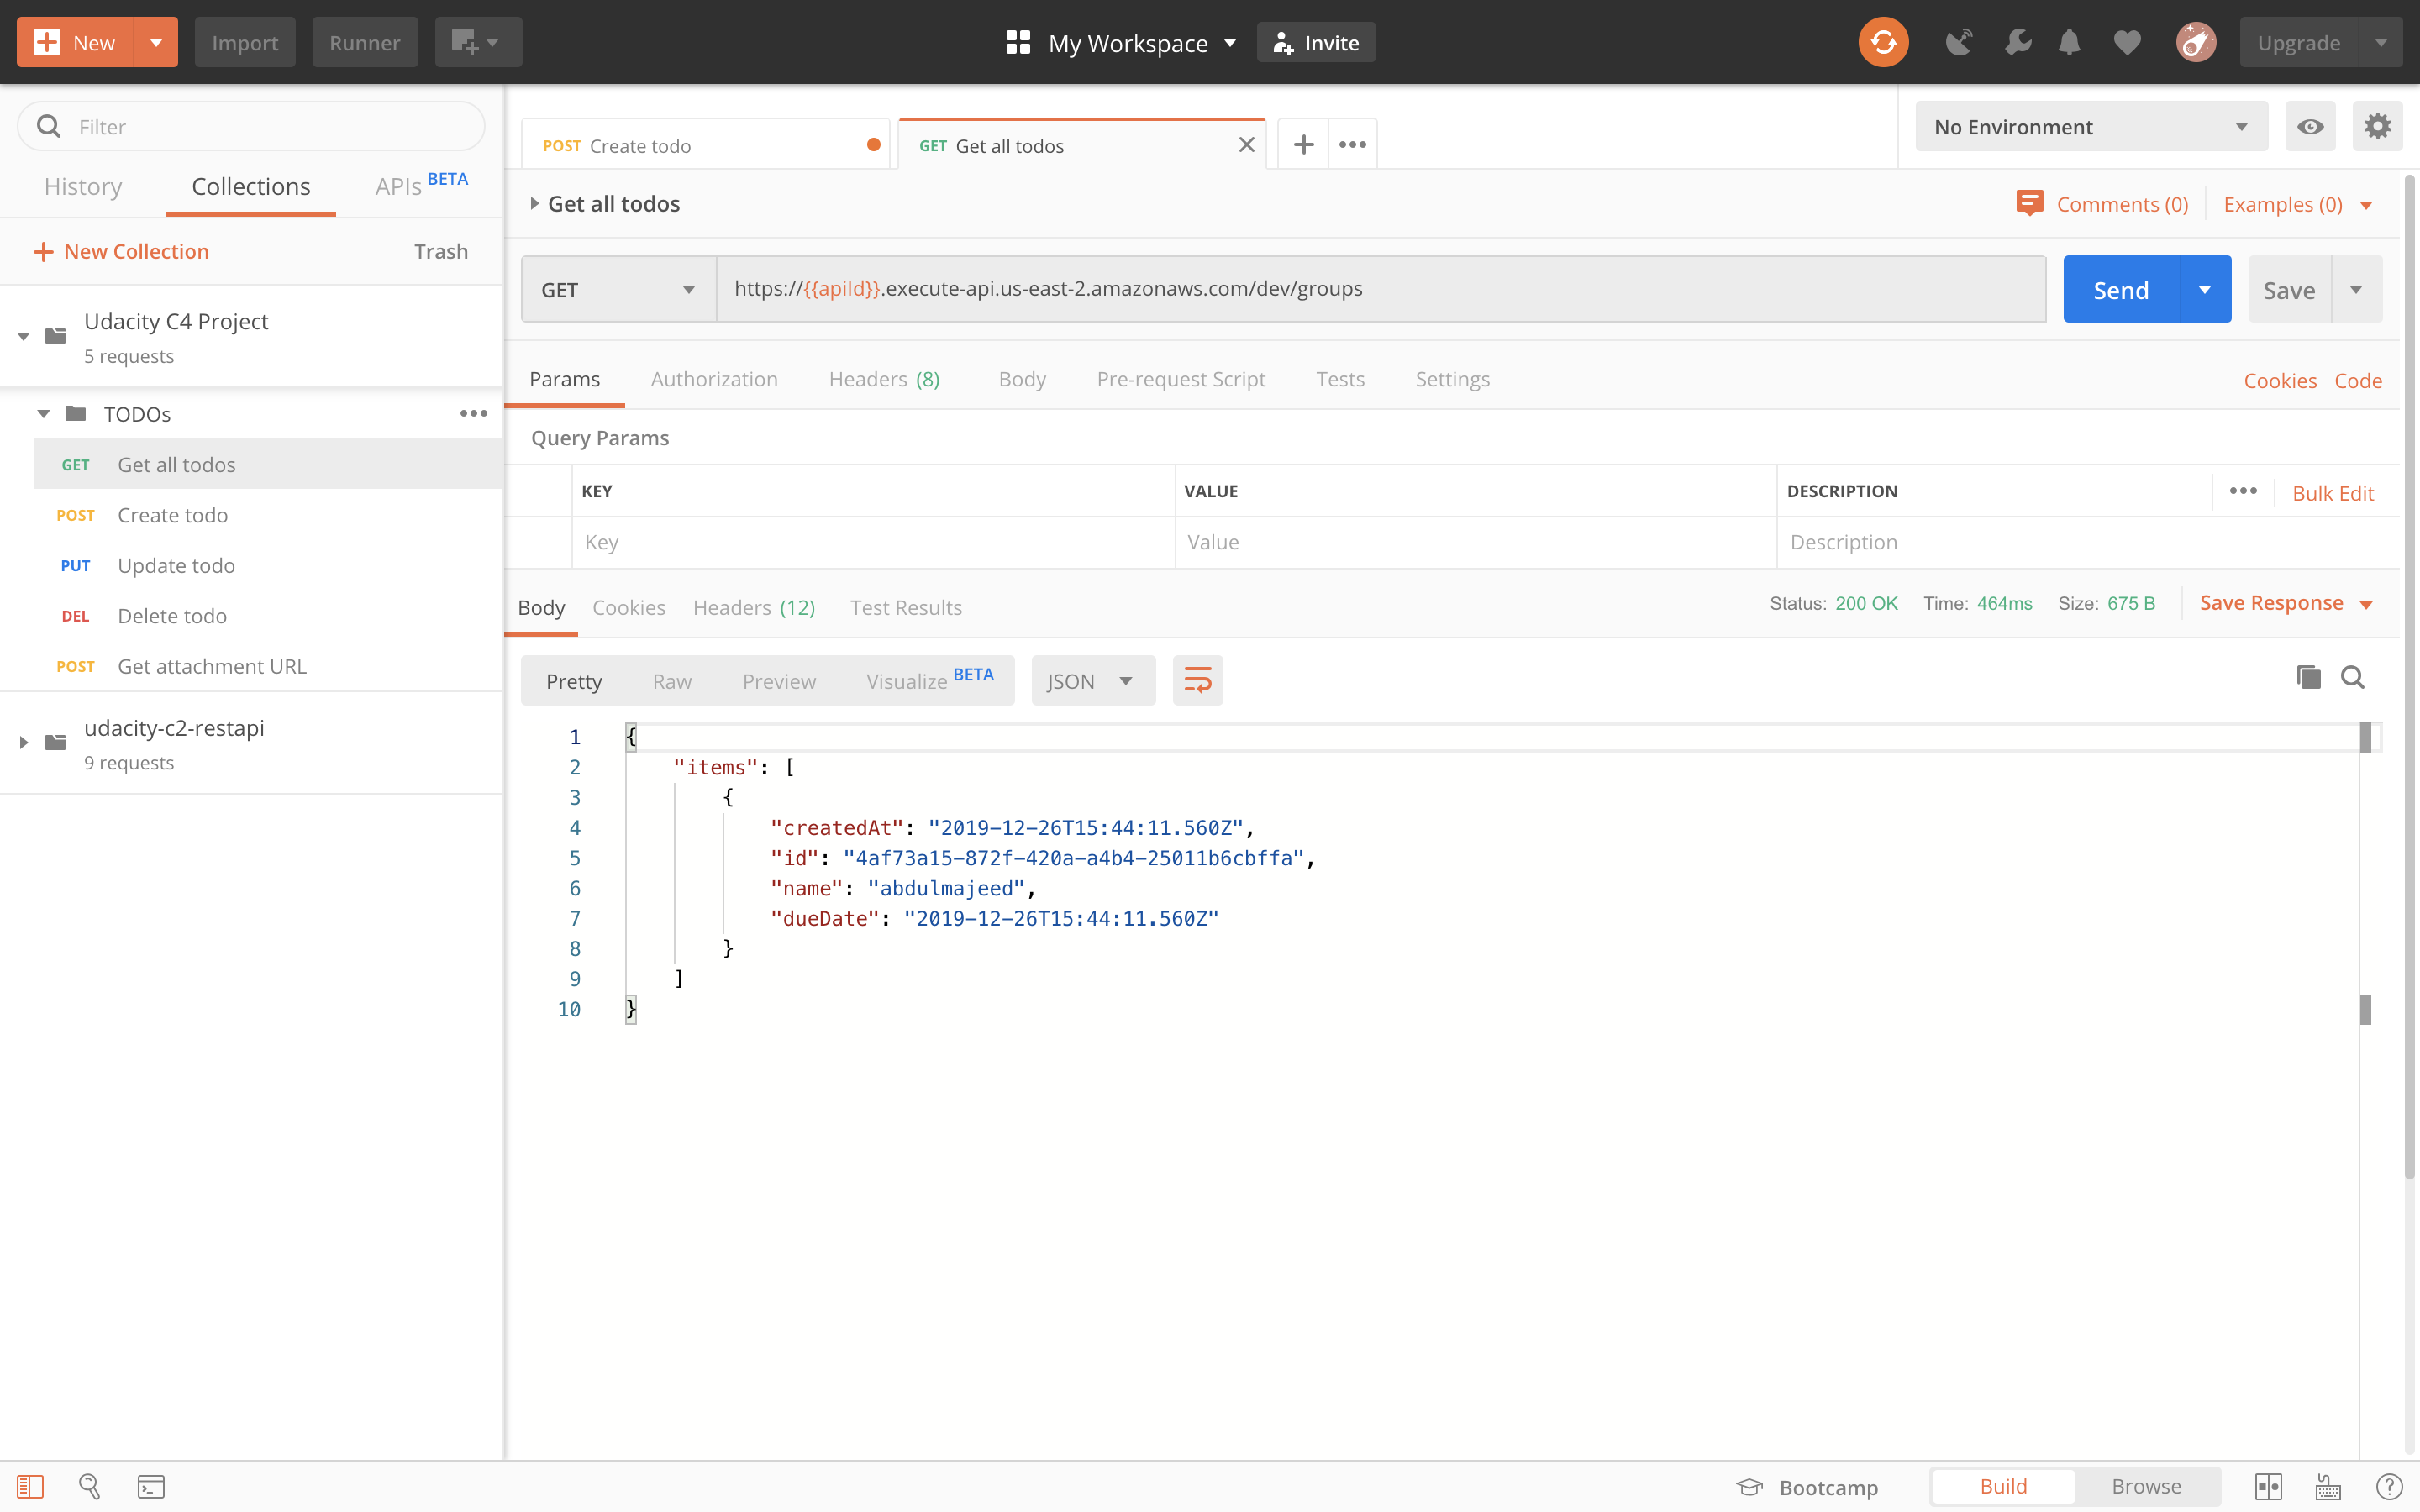 New
Import
Runner
My Workspace
Invite
Upgrade
Filter
History
Collections
APIs BETA
New Collection
Trash
Udacity C4 Project
5 requests
TODOs
GET Get all todos
POST Create todo
PUT Update todo
DEL Delete todo
POST Get attachment URL
udacity-c2-restapi
9 requests
POST Create todo
GET Get all todos
No Environment
Get all todos
Comments (0)
Examples (0)
GET
https://{{apiId}}.execute-api.us-east-2.amazonaws.com/dev/groups
Send
Save
Params
Authorization
Headers (8)
Body
Pre-request Script
Tests
Settings
Cookies
Code
Query Params
KEY
VALUE
DESCRIPTION
Bulk Edit
Key
Value
Description
Body
Cookies
Headers (12)
Test Results
Status: 200 OK
Time: 464ms
Size: 675 B
Save Response
Pretty
Raw
Preview
Visualize BETA
JSON
1 {
2 "items": [
3 {
4 "createdAt": "2019-12-26T15:44:11.560Z",
5 "id": "4af73a15-872f-420a-a4b4-25011b6cbffa",
6 "name": "abdulmajeed",
7 "dueDate": "2019-12-26T15:44:11.560Z"
8 }
9 ]
10 }
Bootcamp
Build
Browse